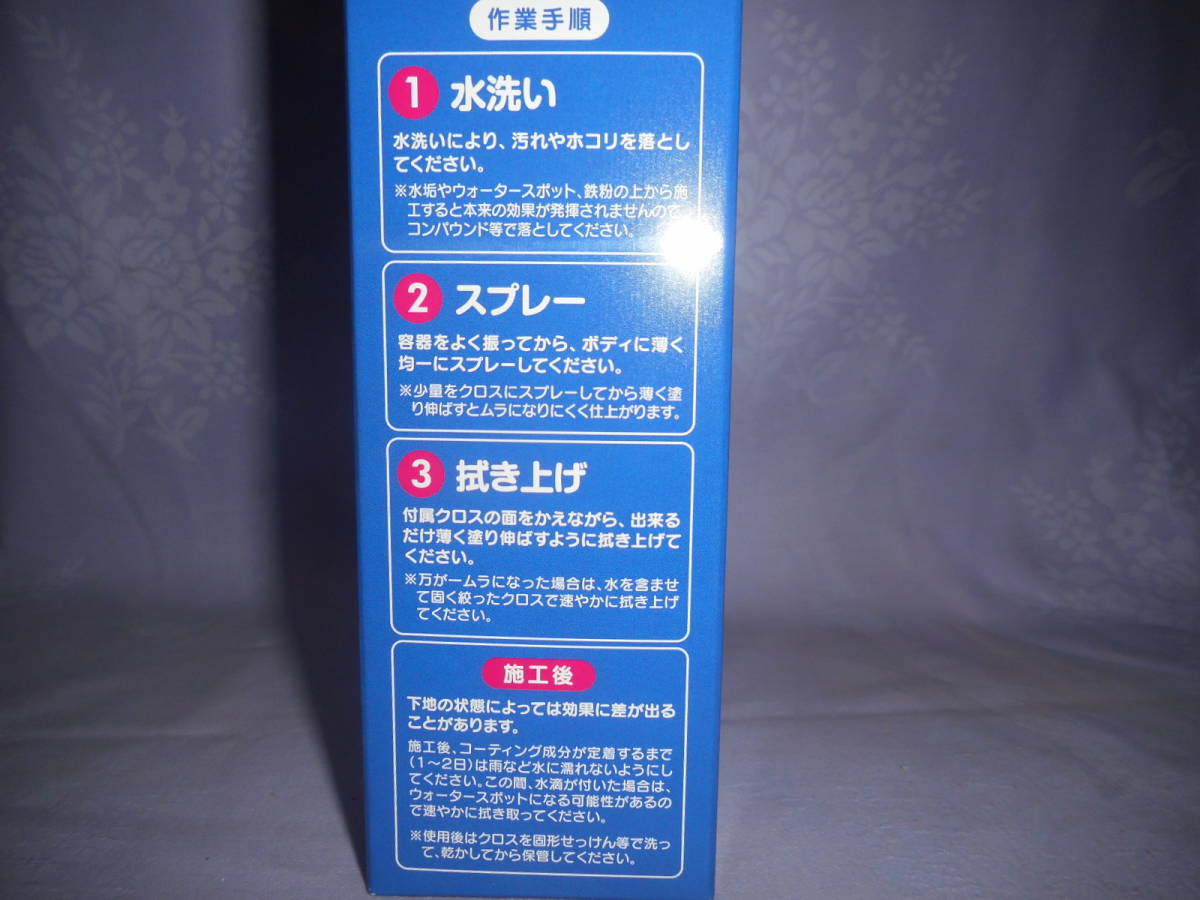 作業手順
1 水洗い
水洗いにより、汚れやホコリを落とし
てください。
※水垢やウォータースポット、鉄粉の上から施
工すると本来の効果が発揮されませんので、
コンパウンド等で落としてください。
2 スプレー
容器をよく振ってから、ボディに薄く
均一にスプレーしてください。
※少量をクロスにスプレーしてから薄く塗
り伸ばすとムラになりにくく仕上がります。
3 拭き上げ
付属クロスの面をかえながら、出来る
だけ薄く塗り伸ばすように拭き上げて
ください。
※万が一ムラになった場合は、水を含ませ
て固く絞ったクロスで速やかに拭き上げ
てください。
施工後
下地の状態によっては効果に差が出る
ことがあります。
施工後、コーティング成分が定着するまで
(1～2日)は雨など水に濡れないようにし
てください。この間、水滴が付いた場合は、
ウォータースポットになる可能性があるの
で速やかに拭き取ってください。
※使用後はクロスを固形せっけん等で洗っ
て、乾かしてから保管してください。